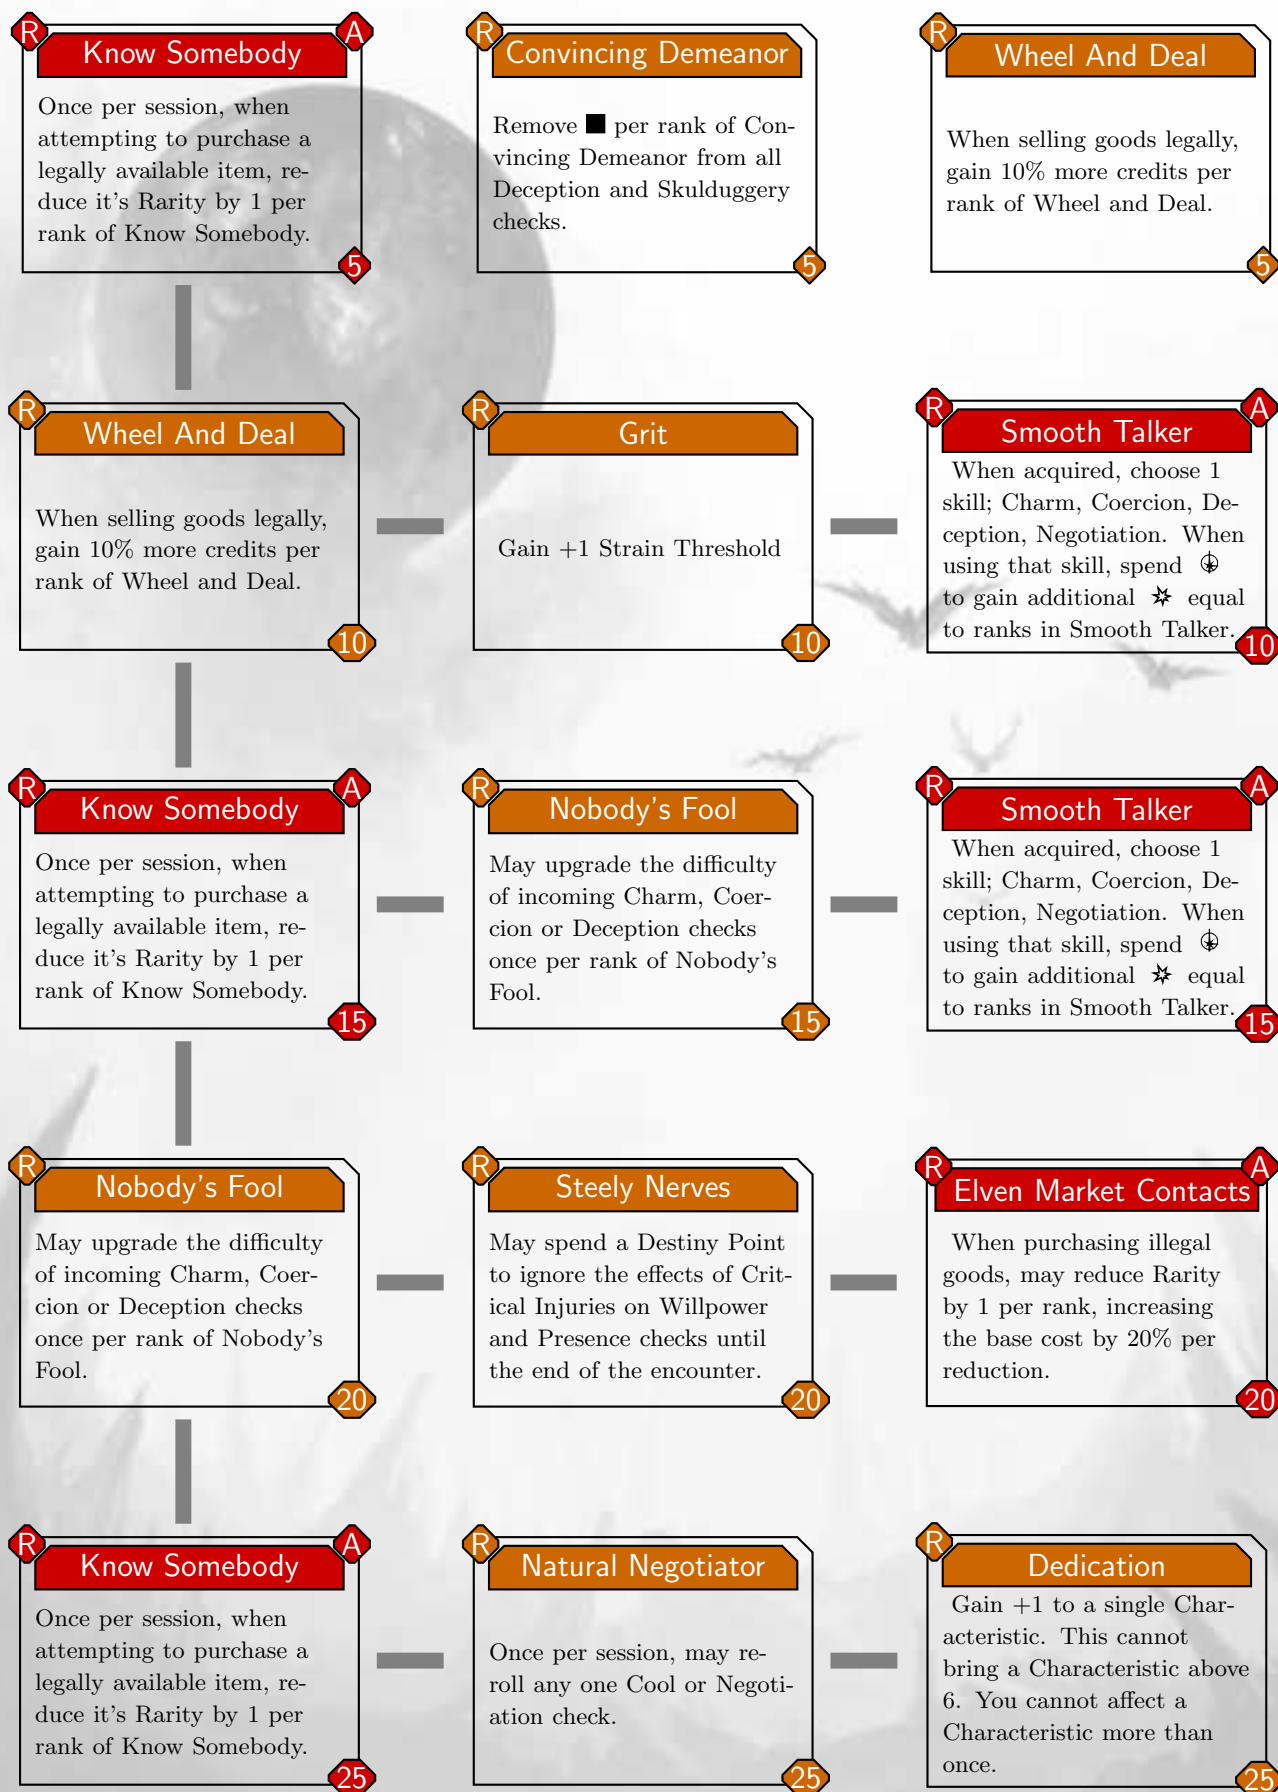 R
A
Know Somebody
Once per session, when
attempting to purchase a
legally available item, re-
duce it's Rarity by 1 per
rank of Know Somebody.
5
R
Convincing Demeanor
Remove ■ per rank of Con-
vincing Demeanor from all
Deception and Skulduggery
checks.
5
R
Wheel And Deal
When selling goods legally,
gain 10% more credits per
rank of Wheel and Deal.
5
R
Wheel And Deal
When selling goods legally,
gain 10% more credits per
rank of Wheel and Deal.
10
R
Grit
Gain +1 Strain Threshold
10
R
A
Smooth Talker
When acquired, choose 1
skill; Charm, Coercion, De-
ception, Negotiation. When
using that skill, spend
to gain additional equal
to ranks in Smooth Talker.
10
R
A
Know Somebody
Once per session, when
attempting to purchase a
legally available item, re-
duce it's Rarity by 1 per
rank of Know Somebody.
15
R
Nobody's Fool
May upgrade the difficulty
of incoming Charm, Coer-
cion or Deception checks
once per rank of Nobody's
Fool.
15
R
A
Smooth Talker
When acquired, choose 1
skill; Charm, Coercion, De-
ception, Negotiation. When
using that skill, spend
to gain additional equal
to ranks in Smooth Talker.
15
R
Nobody's Fool
May upgrade the difficulty
of incoming Charm, Coer-
cion or Deception checks
once per rank of Nobody's
Fool.
20
R
Steely Nerves
May spend a Destiny Point
to ignore the effects of Crit-
ical Injuries on Willpower
and Presence checks until
the end of the encounter.
20
R
A
Elven Market Contacts
When purchasing illegal
goods, may reduce Rarity
by 1 per rank, increasing
the base cost by 20% per
reduction.
20
R
A
Know Somebody
Once per session, when
attempting to purchase a
legally available item, re-
duce it's Rarity by 1 per
rank of Know Somebody.
25
R
Natural Negotiator
Once per session, may re-
roll any one Cool or Negoti-
ation check.
25
R
Dedication
Gain +1 to a single Char-
acteristic. This cannot
bring a Characteristic above
6. You cannot affect a
Characteristic more than
once.
25